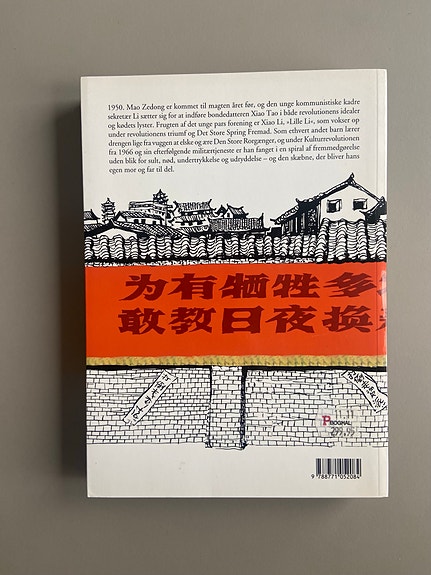 1950. Mao Zedong er kommet til magten året før, og den unge kommunistiske kadre
sekretær Li sætter sig for at indføre bondedatteren Xiao Tao i både revolutionens idealer
og kødets lyster. Frugten af det unge pars forening er Xiao Li, »Lille Li«, som vokser op
under revolutionens triumf og Det Store Spring Fremad. Som ethvert andet barn lærer
drengen lige fra vuggen at elske og ære Den Store Rorgænger, og under Kulturrevolutionen
fra 1966 og sin efterfølgende militærtjeneste er han fanget i en spiral af fremmedgørelse
uden blik for sult, nød, undertrykkelse og udryddelse – og den skæbne, der bliver hans
egen mor og far til del.
为有牺牲多
敢教日夜换
11.11
BOGHAL
299,95
9 788771 052084